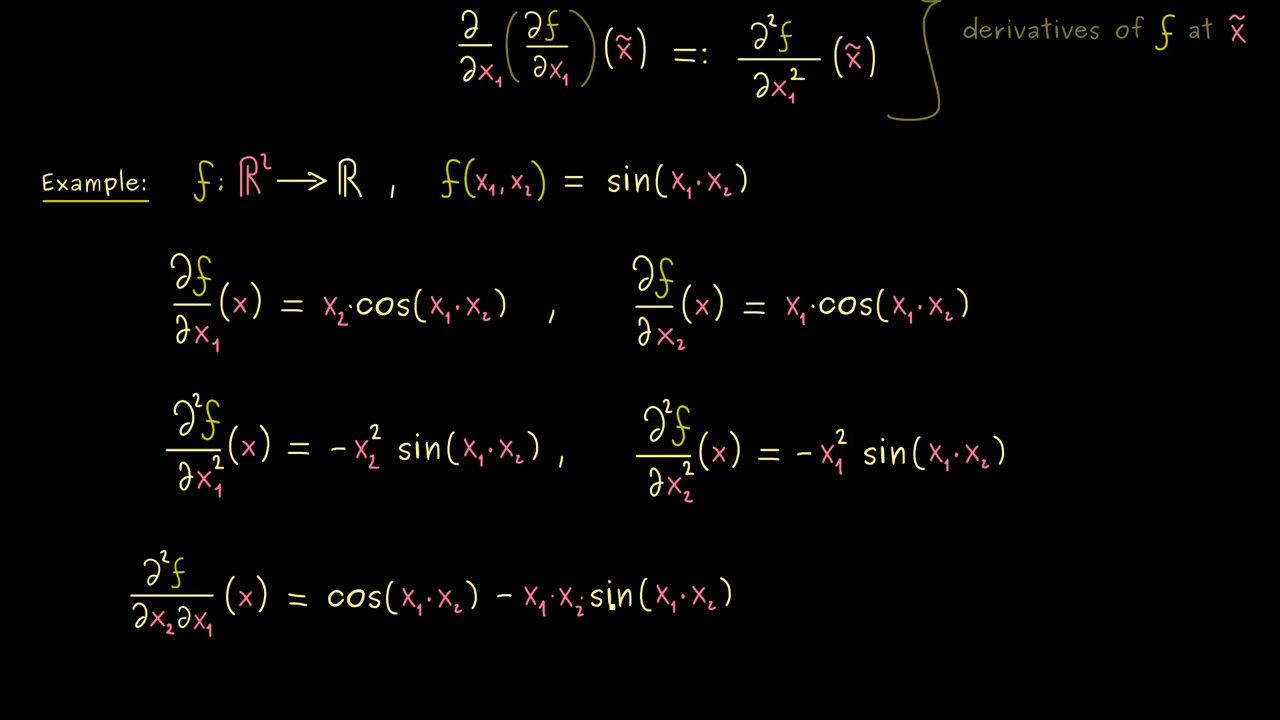 ∂/∂x₁ (∂f/∂x₁)(x̃) =: ∂²f/∂x₁² (x̃) derivatives of f at x̃
Example: f: ℝ² ⟶ ℝ , f(x₁, x₂) = sin(x₁·x₂)
∂f/∂x₁ (x) = x₂·cos(x₁·x₂) , ∂f/∂x₂ (x) = x₁·cos(x₁·x₂)
∂²f/∂x₁² (x) = -x₂² sin(x₁·x₂) , ∂²f/∂x₂² (x) = -x₁² sin(x₁·x₂)
∂²f/∂x₂∂x₁ (x) = cos(x₁·x₂) - x₁·x₂·sin(x₁·x₂)